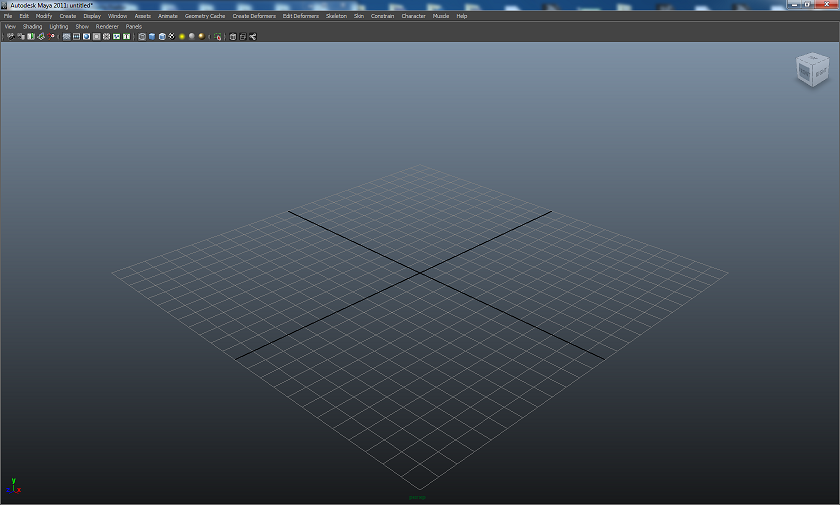 Autodesk Maya 2011: untitled*
File Edit Modify Create Display Window Assets Animate Geometry Cache Create Deformers Edit Deformers Skeleton Skin Constrain Character Muscle Help
View Shading Lighting Show Renderer Panels
y
x
persp